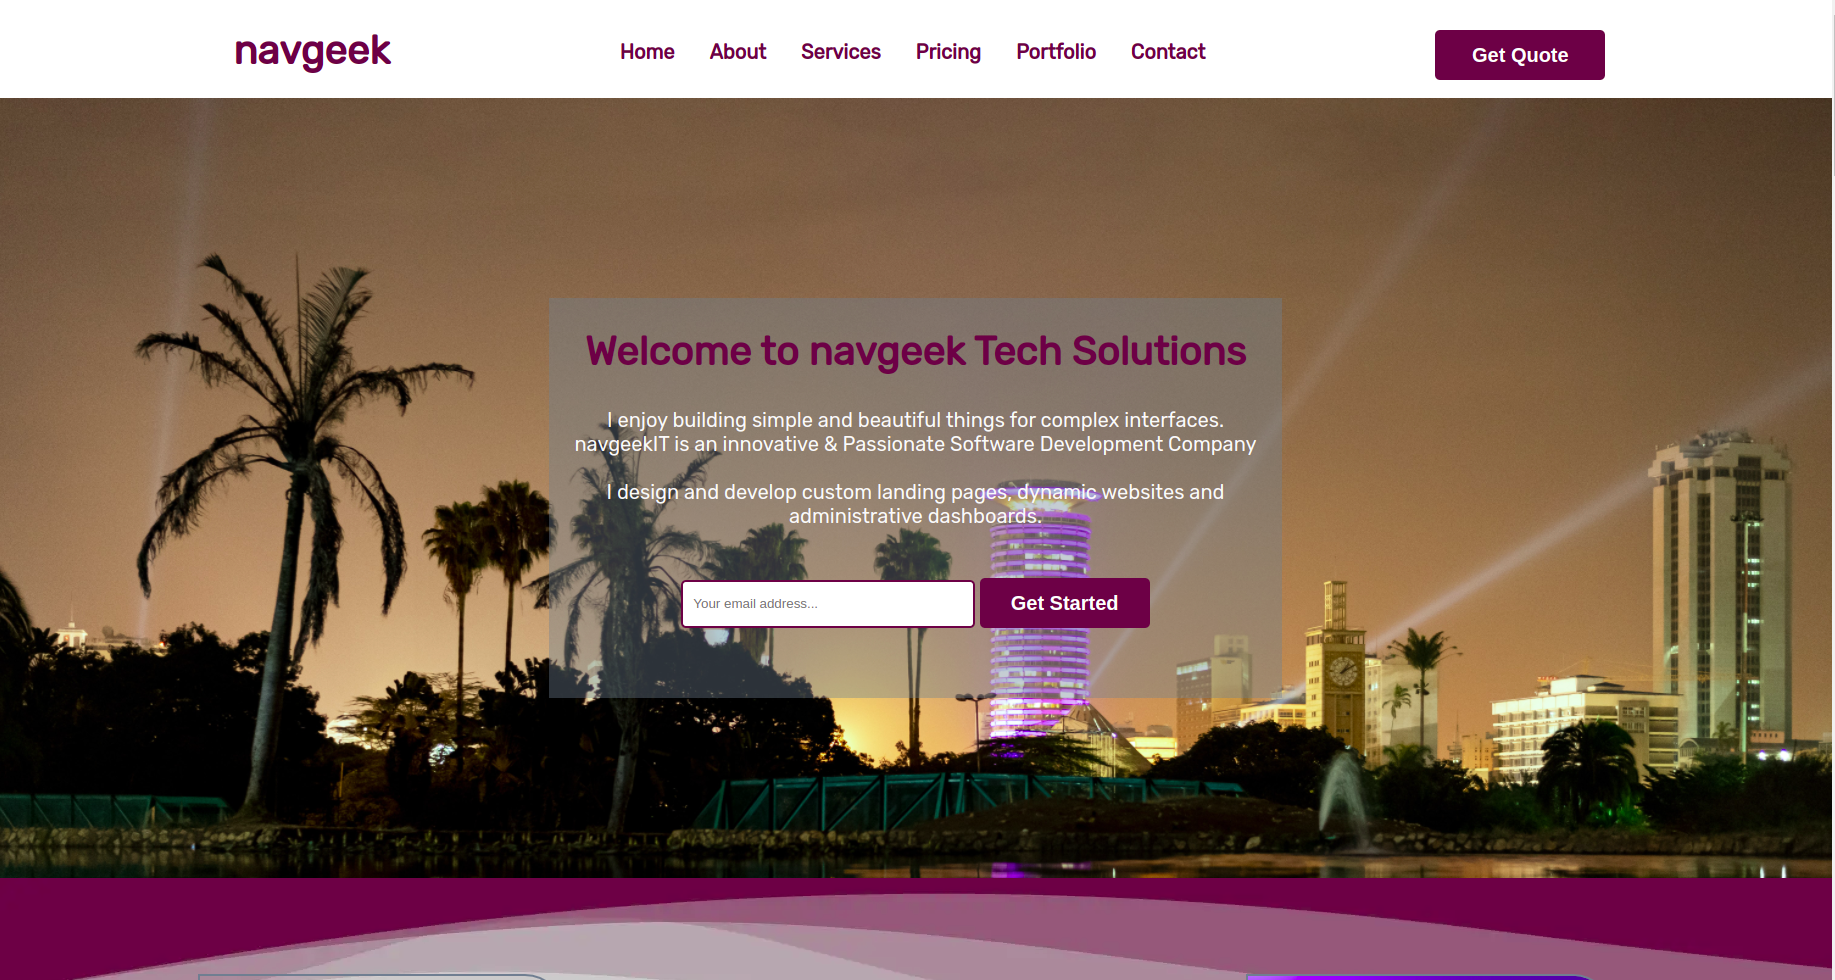 navgeek
Home About Services Pricing Portfolio Contact
Get Quote
Welcome to navgeek Tech Solutions
I enjoy building simple and beautiful things for complex interfaces.
navgeekIT is an innovative & Passionate Software Development Company
I design and develop custom landing pages, dynamic websites and
administrative dashboards.
Your email address...
Get Started